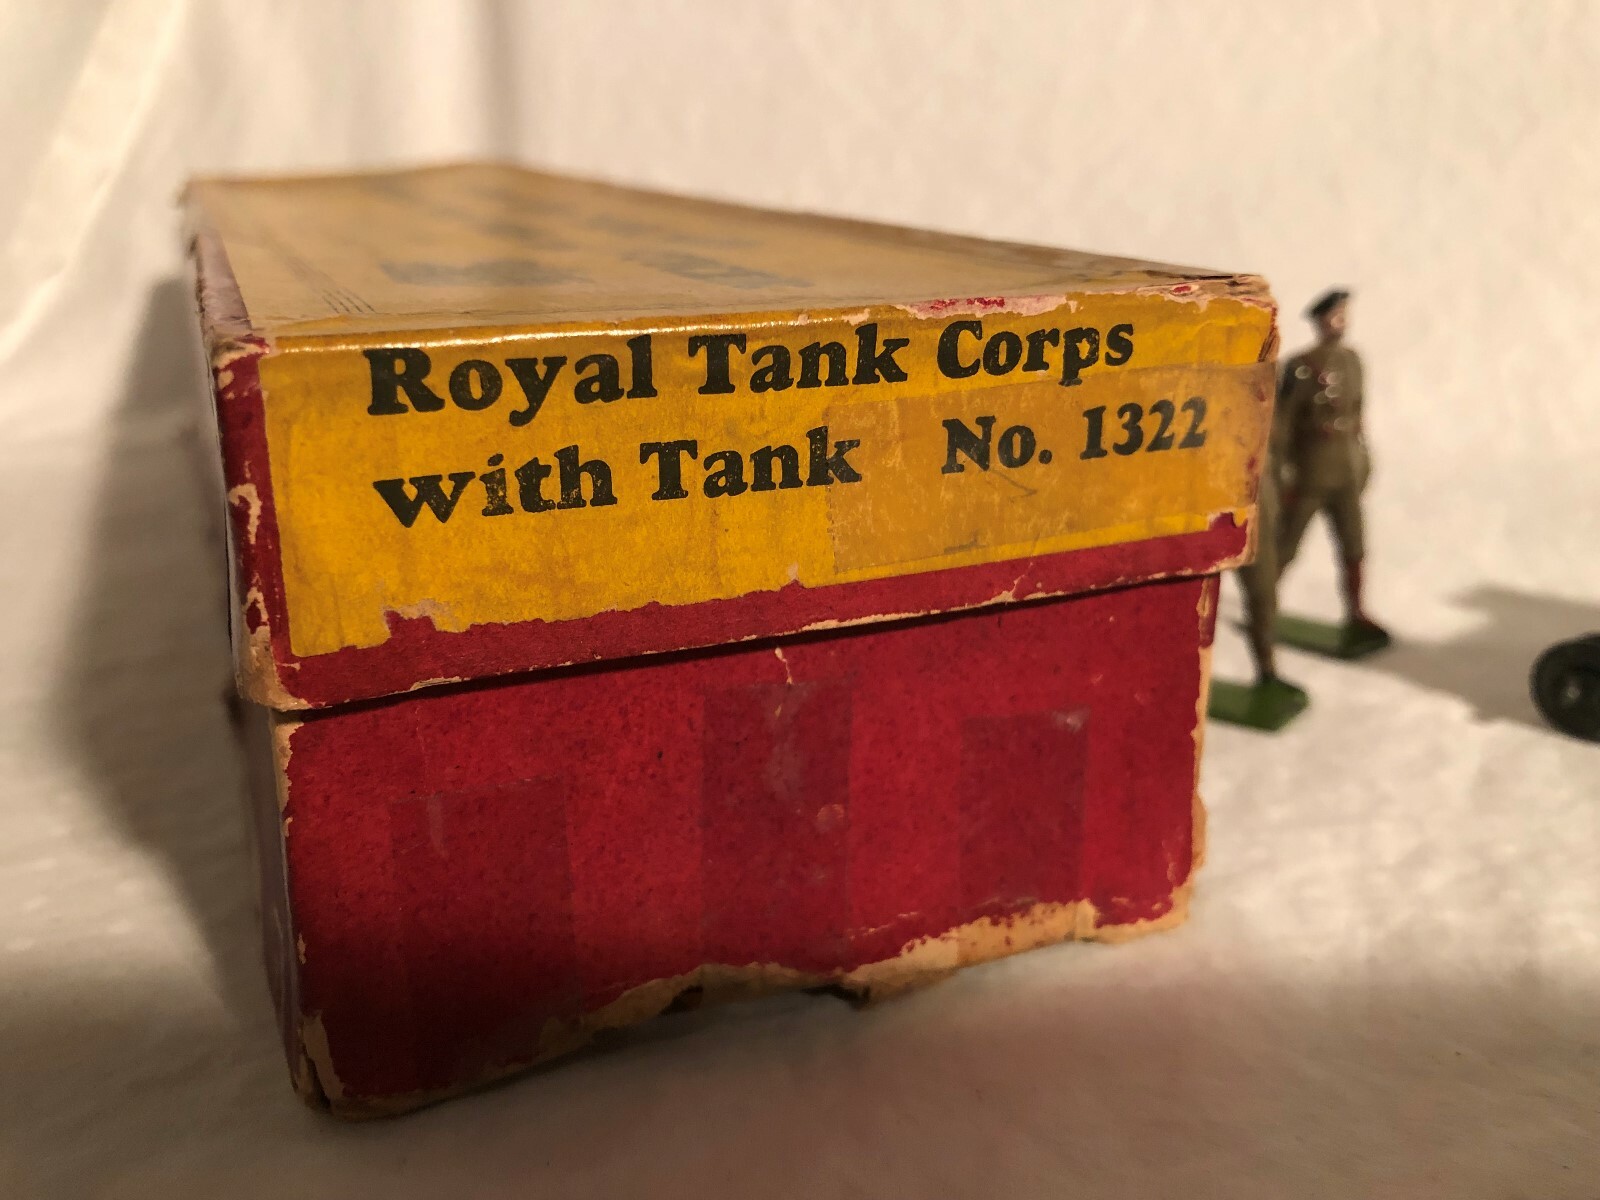 Royal Tank Corps
with Tank No. 1322